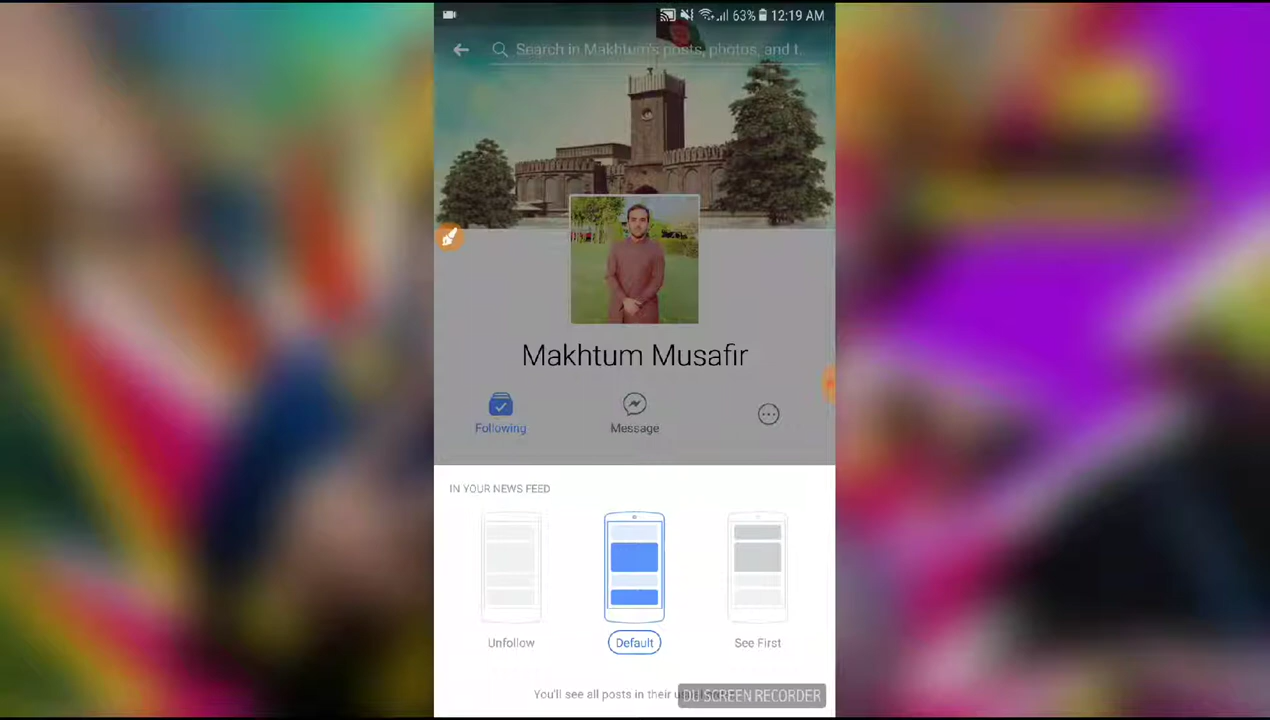 63% 12:19 AM
Search in Makhtum's posts, photos, and t..
Makhtum Musafir
Following
Message
IN YOUR NEWS FEED
Unfollow
Default
See First
You'll see all posts in their u
DU SCREEN RECORDER